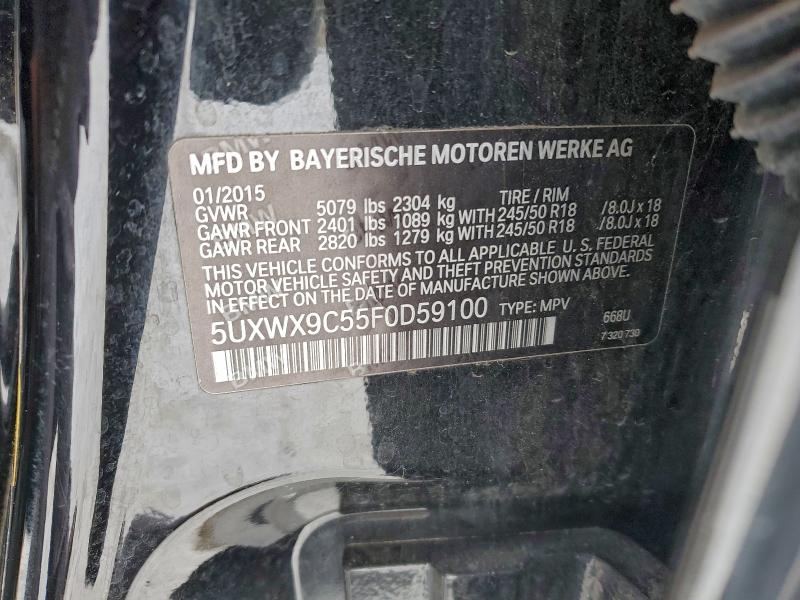 MFD BY BAYERISCHE MOTOREN WERKE AG
01/2015 TIRE / RIM
GVWR 5079 lbs 2304 kg
GAWR FRONT 2401 lbs 1089 kg WITH 245/50 R18 /8.0J x 18
GAWR REAR 2820 lbs 1279 kg WITH 245/50 R18 /8.0J x 18
THIS VEHICLE CONFORMS TO ALL APPLICABLE U.S. FEDERAL
MOTOR VEHICLE SAFETY AND THEFT PREVENTION STANDARDS
IN EFFECT ON THE DATE OF MANUFACTURE SHOWN ABOVE.
5UXWX9C55F0D59100 TYPE: MPV 668U
7 320 730